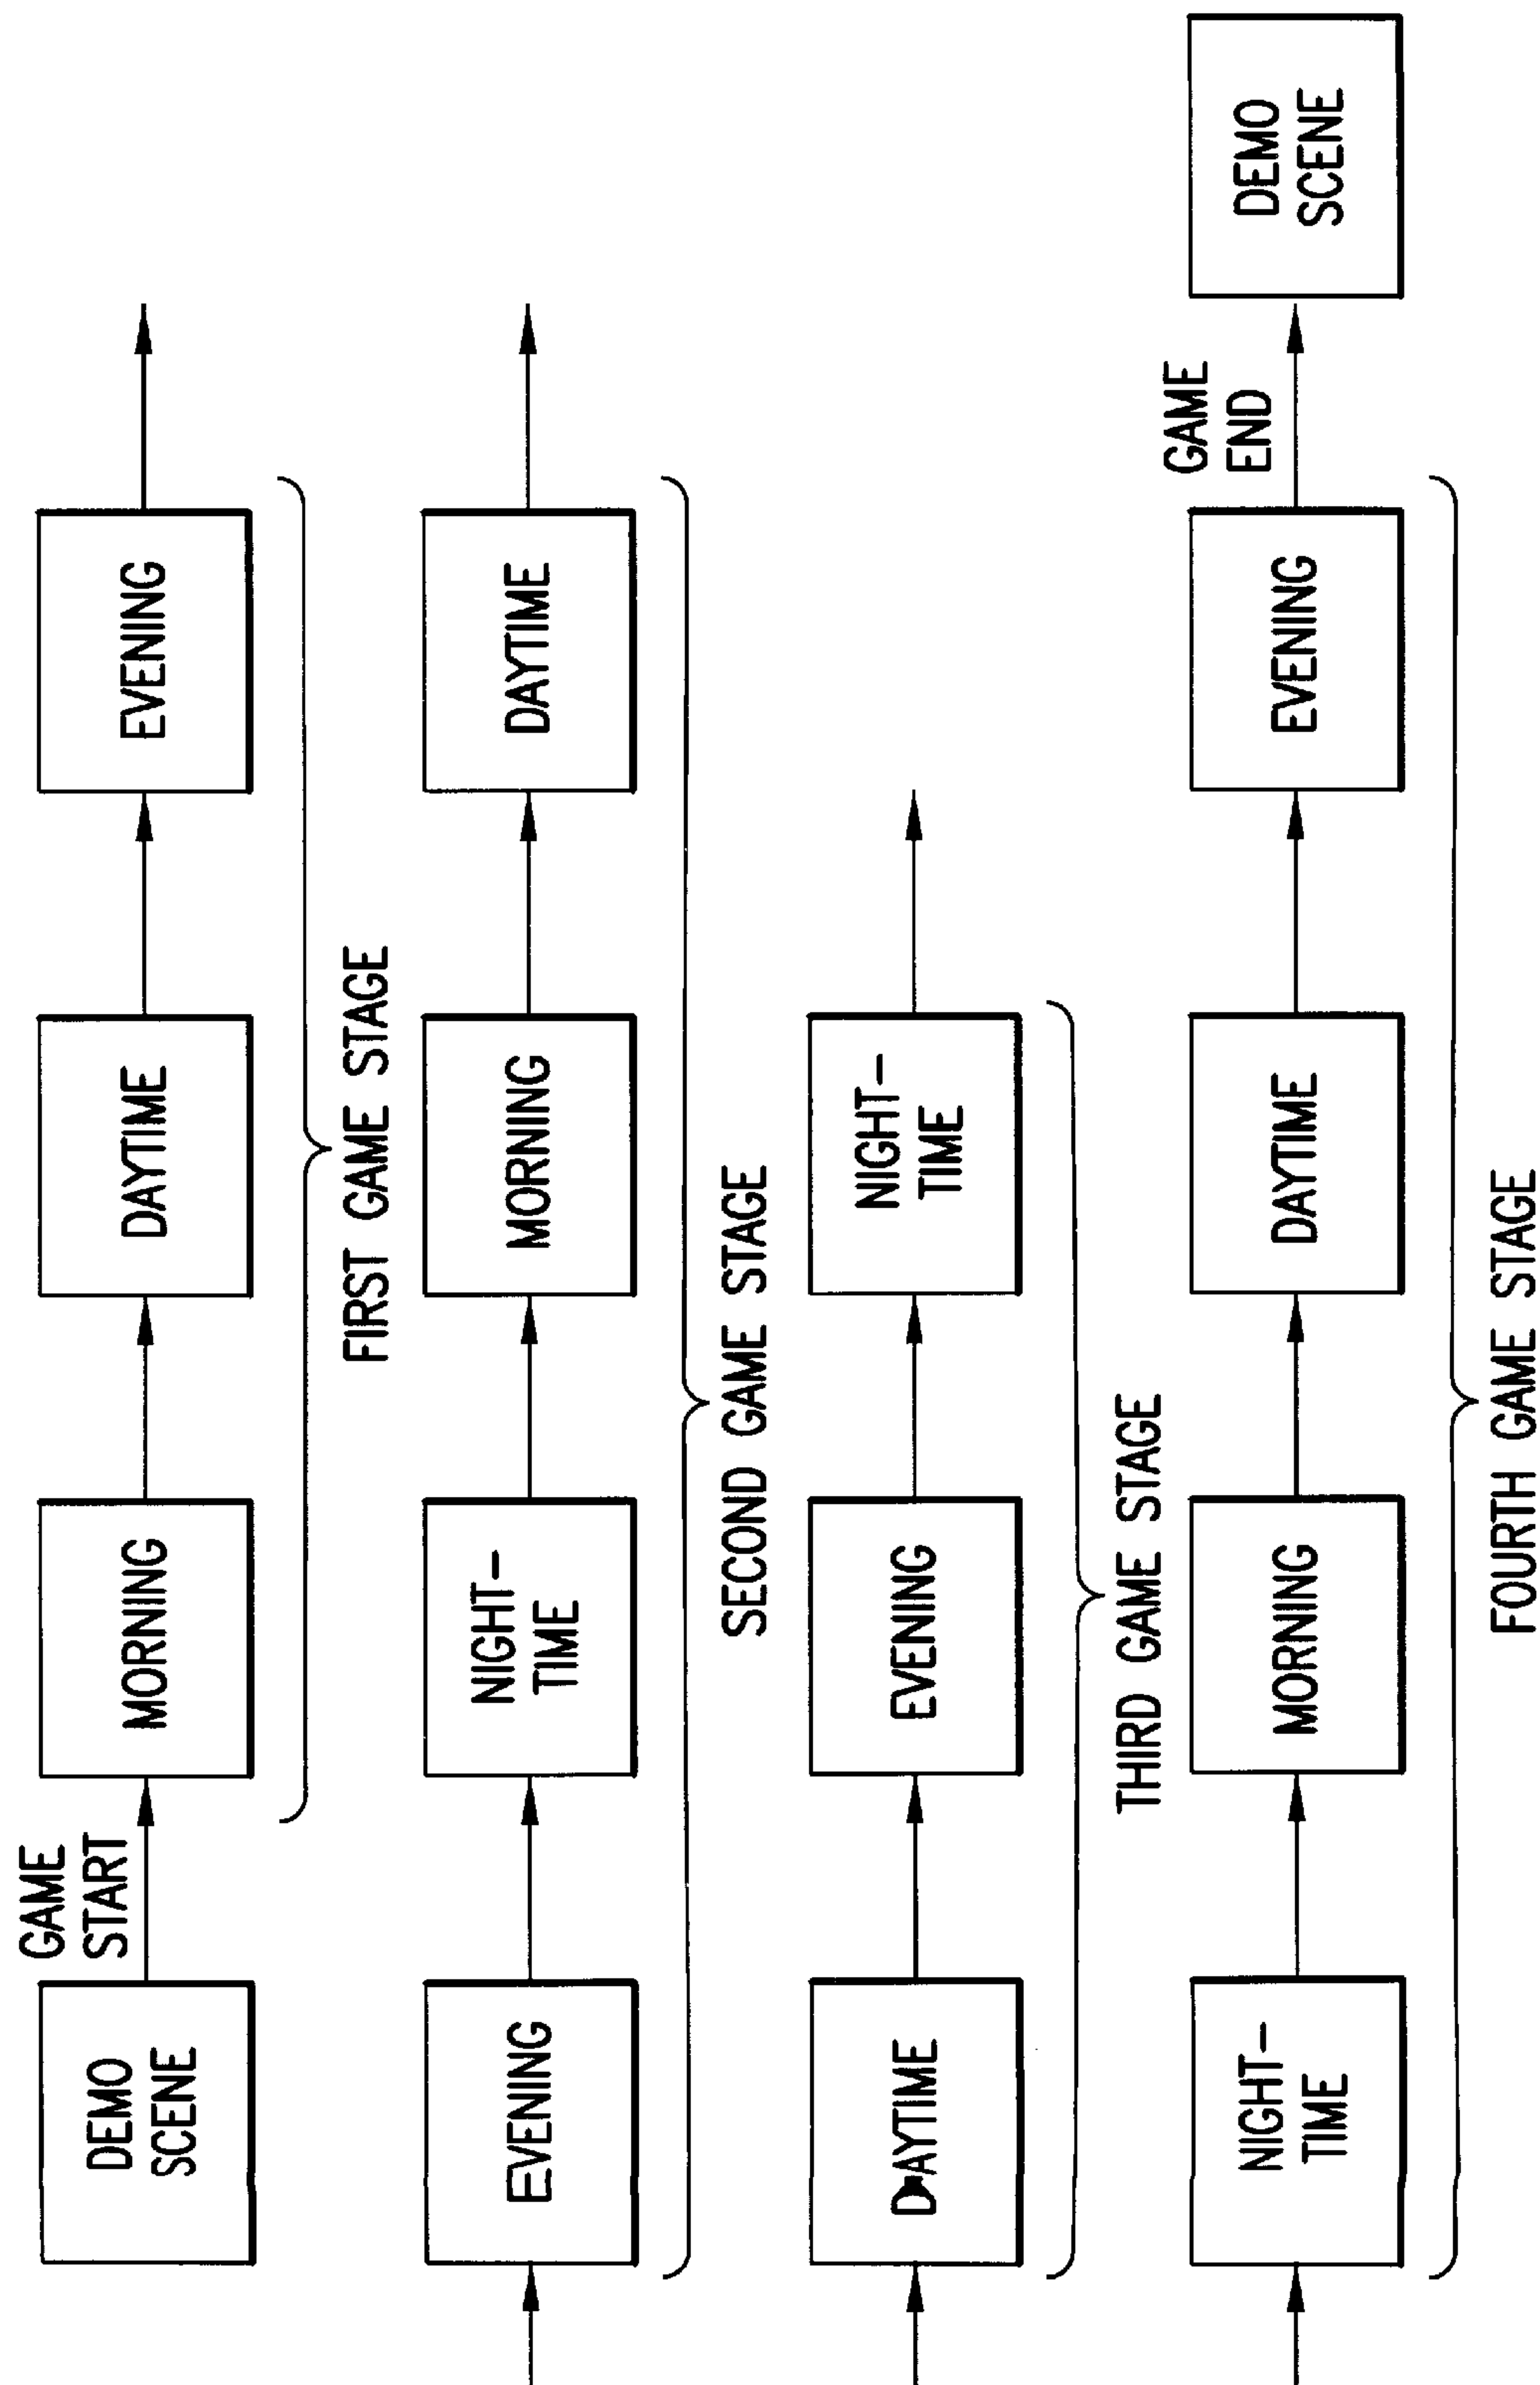 GAME
START
DEMO
SCENE
MORNING
DAYTIME
EVENING
FIRST GAME STAGE
EVENING
NIGHT-
TIME
MORNING
DAYTIME
SECOND GAME STAGE
DAYTIME
EVENING
NIGHT-
TIME
THIRD GAME STAGE
NIGHT-
TIME
MORNING
DAYTIME
EVENING
GAME
END
DEMO
SCENE
FOURTH GAME STAGE